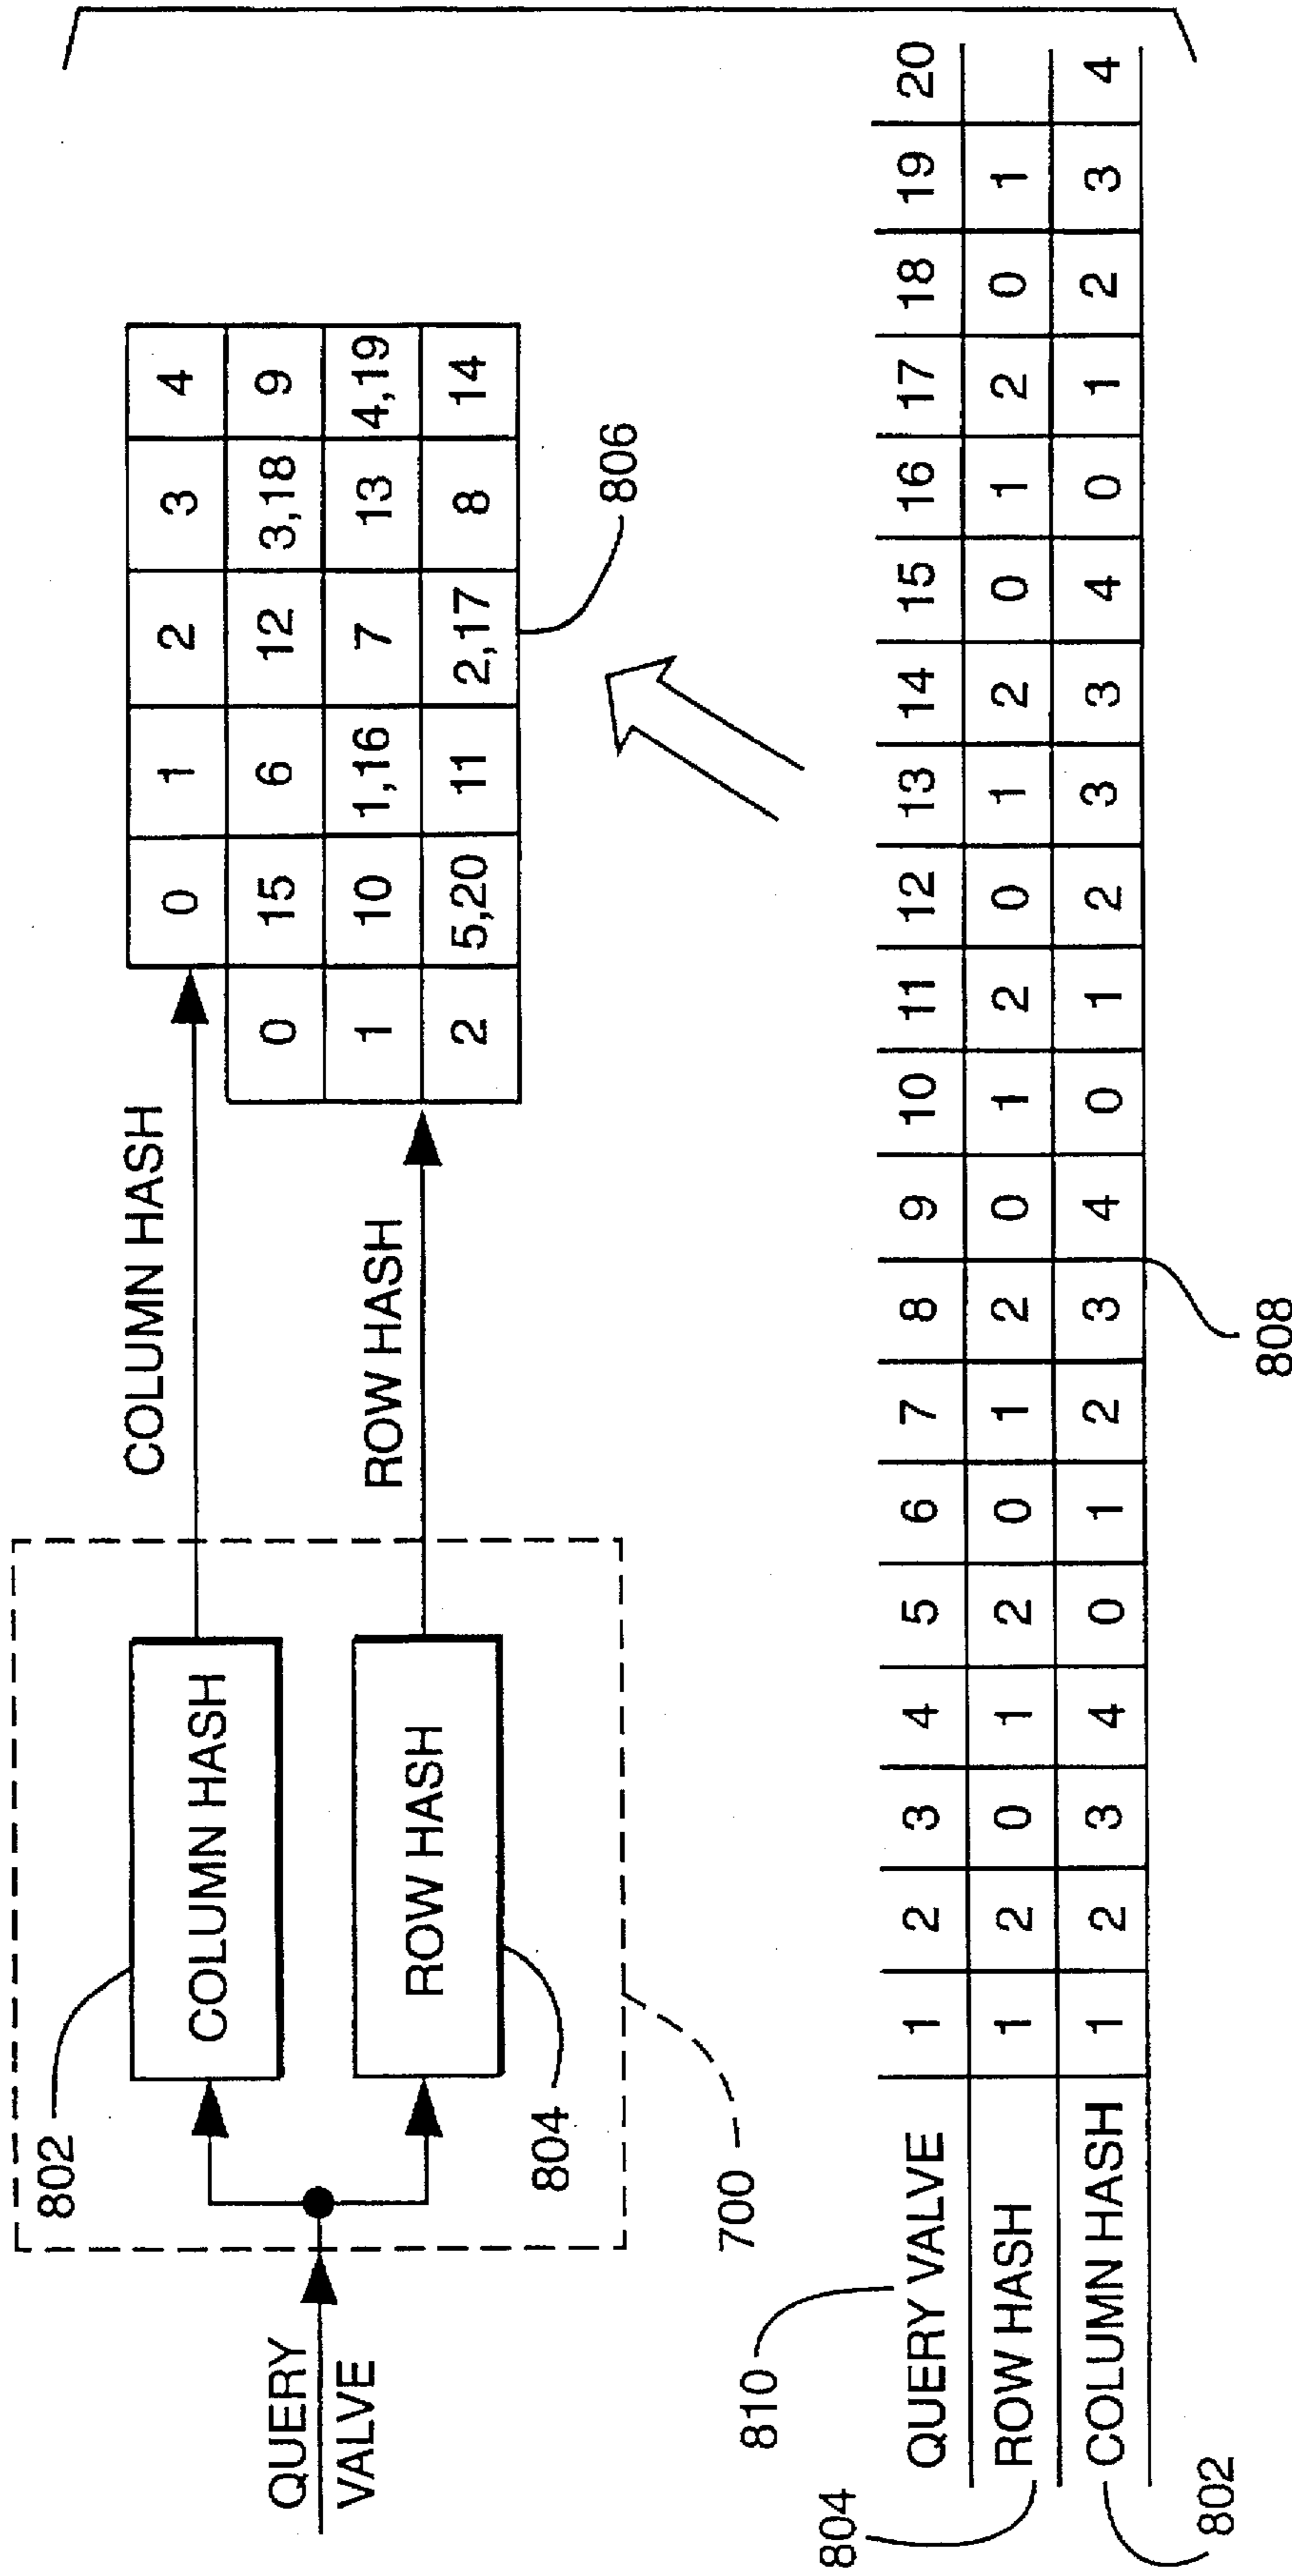 QUERY
VALVE
802
COLUMN HASH
804
ROW HASH
700
COLUMN HASH
ROW HASH
0 1 2 3 4
0 15 6 12 3,18 9
1 10 1,16 7 13 4,19
2 5,20 11 2,17 8 14
806
810
QUERY VALVE 1 2 3 4 5 6 7 8 9 10 11 12 13 14 15 16 17 18 19 20
804
ROW HASH 1 2 0 1 2 0 1 2 0 1 2 0 1 2 0 1 2 0 1
COLUMN HASH 1 2 3 4 0 1 2 3 4 0 1 2 3 3 4 0 1 2 3 4
802
808